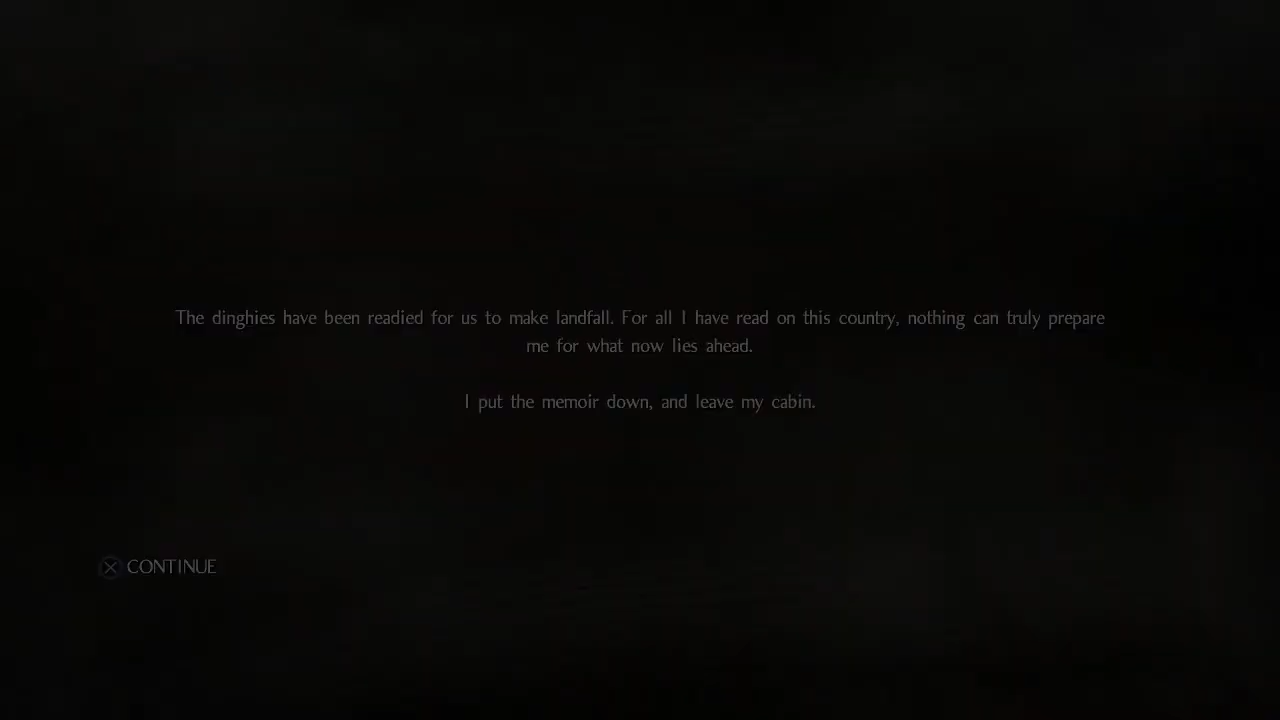 The dinghies have been readied for us to make landfall. For all I have read on this country, nothing can truly prepare
me for what now lies ahead.
I put the memoir down, and leave my cabin.
CONTINUE